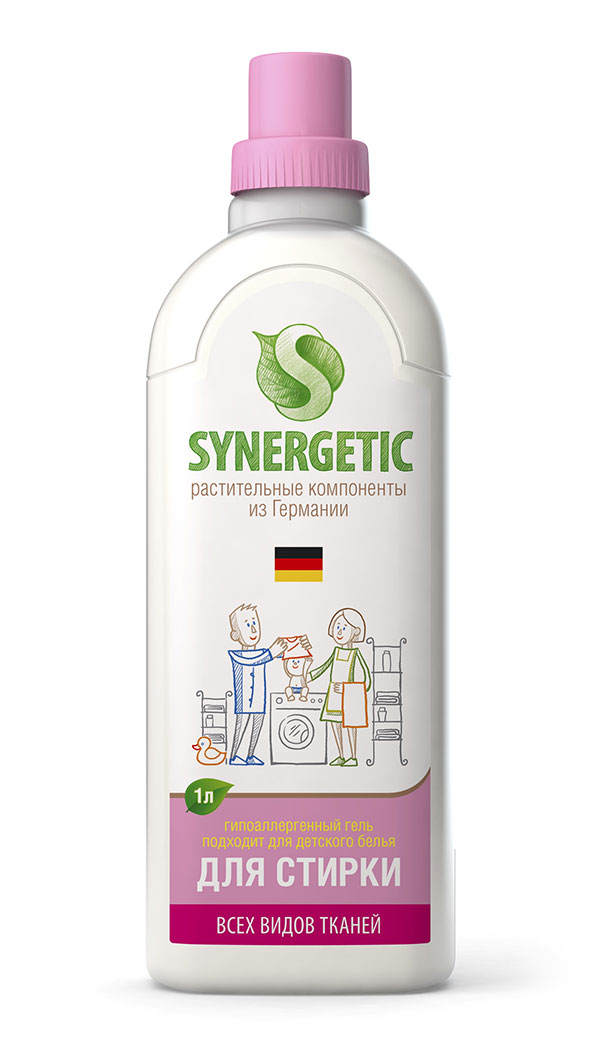 SYNERGETIC
растительные компоненты
из Германии
1л
гипоаллергенный гель
подходит для детского белья
ДЛЯ СТИРКИ
ВСЕХ ВИДОВ ТКАНЕЙ